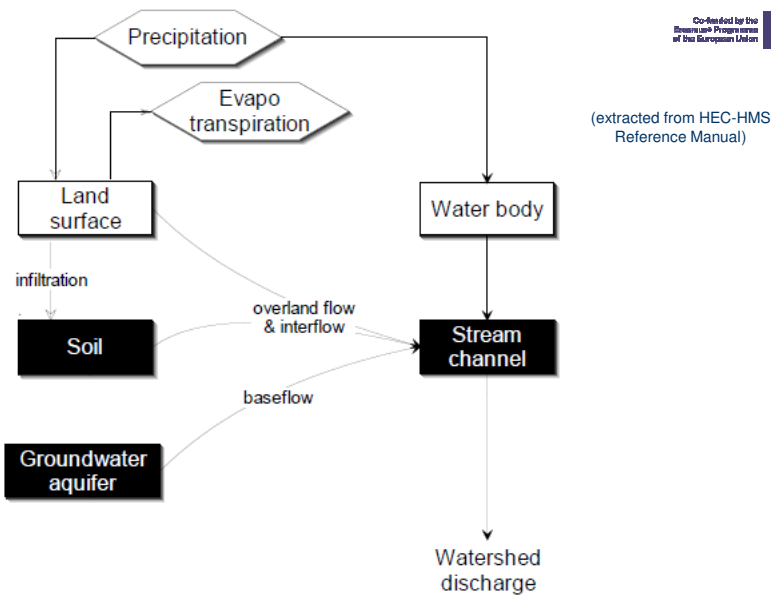 Precipitation
Co-funded by the
Erasmus+ Programme
of the European Union
Evapo
transpiration
(extracted from HEC-HMS
Reference Manual)
Land
surface
Water body
infiltration
overland flow
& interflow
Soil
Stream
channel
baseflow
Groundwater
aquifer
Watershed
discharge